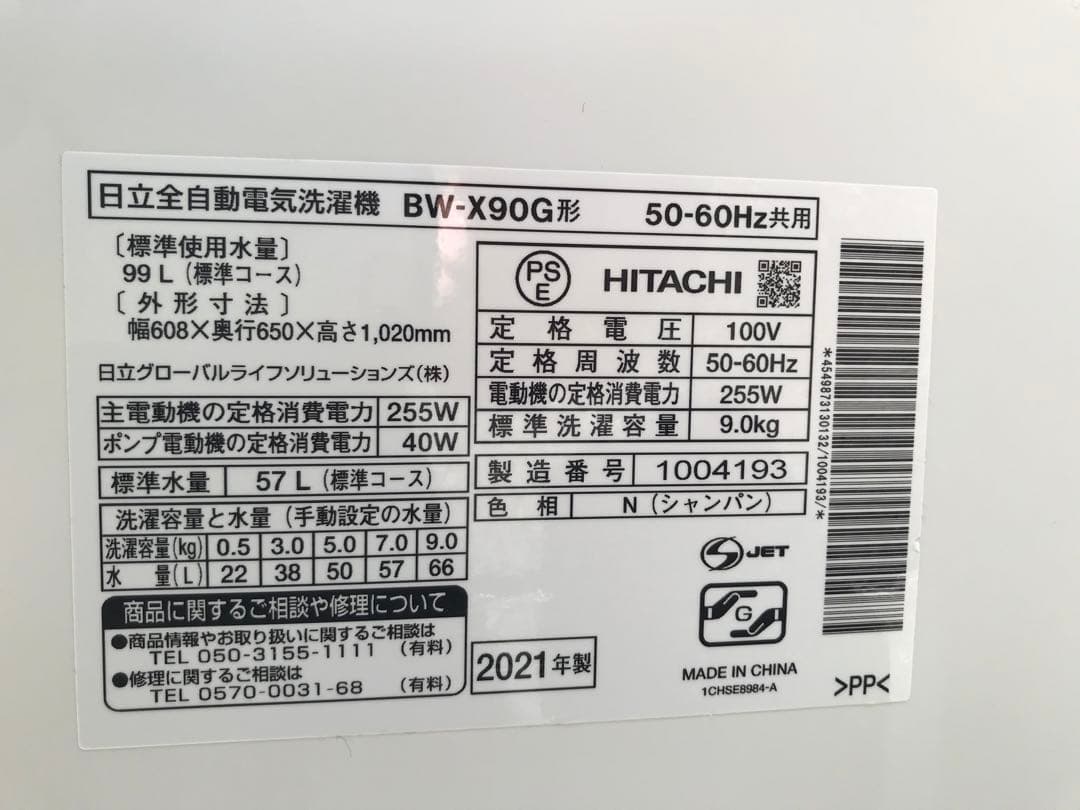 日立全自動電気洗濯機 BW-X90G形 50-60Hz共用
〔標準使用水量〕
99 L (標準コース)
〔外形寸法〕
幅608×奥行650×高さ1,020mm
日立グローバルライフソリューションズ(株)
主電動機の定格消費電力 255W
ポンプ電動機の定格消費電力 40W
標準水量 57 L (標準コース)
洗濯容量と水量 (手動設定の水量)
洗濯容量(kg) 0.5 3.0 5.0 7.0 9.0
水量(L) 22 38 50 57 66
商品に関するご相談や修理について
●商品情報やお取り扱いに関するご相談は
TEL 050-3155-1111 (有料)
●修理に関するご相談は
TEL 0570-0031-68 (有料)
PS
E
HITACHI
定格電圧 100V
定格周波数 50-60Hz
電動機の定格消費電力 255W
標準洗濯容量 9.0kg
製造番号 1004193
色相 N (シャンパン)
S JET
G
2021年製
MADE IN CHINA
1CHSE8984-A
>PP<
*4549873130132/1004193/*